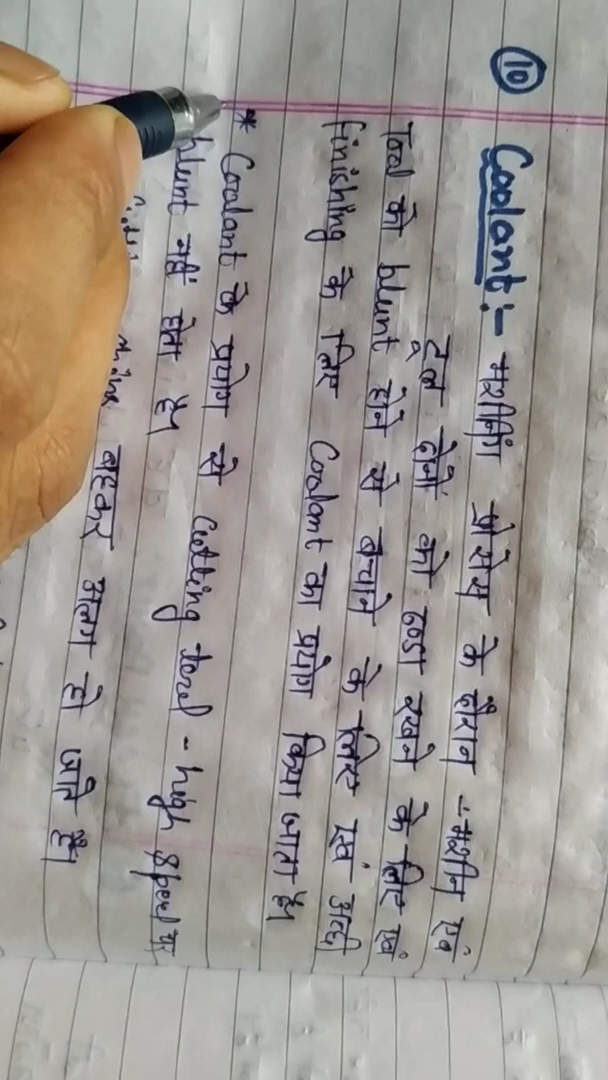 ⑩ Coolant :- मशीनिंग प्रोसेस के दौरान - मशीन एवं
टूल दोनों को ठण्डा रखने के लिए एवं
Tool को blunt होने से बचाने के लिए एवं अच्छी
finishing के लिए Coolant का प्रयोग किया जाता है।
* Coolant के प्रयोग से Cutting tool - high Speed पर
blunt नहीं होता है।
बहकर अलग हो जाते हैं।